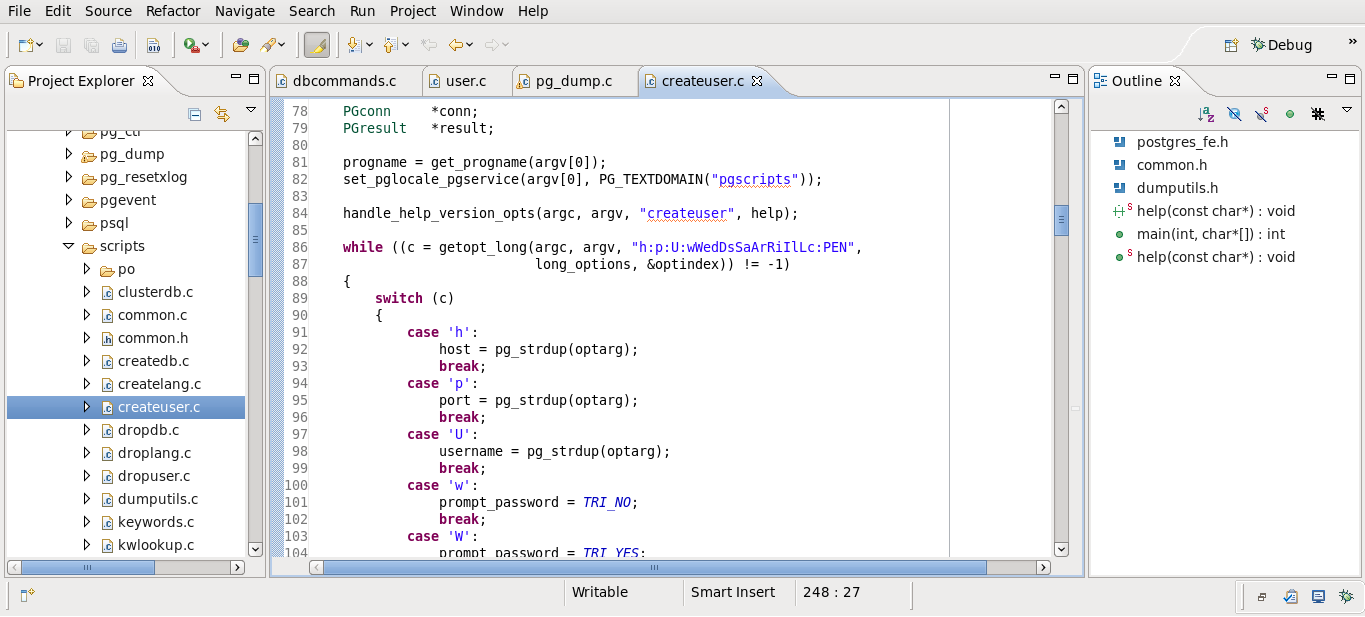 File Edit Source Refactor Navigate Search Run Project Window Help
010
Debug
»
Project Explorer
pg_ctl
pg_dump
pg_resetxlog
pgevent
psql
scripts
po
clusterdb.c
common.c
common.h
createdb.c
createlang.c
createuser.c
dropdb.c
droplang.c
dropuser.c
dumputils.c
keywords.c
kwlookup.c
dbcommands.c user.c pg_dump.c createuser.c
78 PGconn *conn;
79 PGresult *result;
80
81 progname = get_progname(argv[0]);
82 set_pglocale_pgservice(argv[0], PG_TEXTDOMAIN("pgscripts"));
83
84 handle_help_version_opts(argc, argv, "createuser", help);
85
86 while ((c = getopt_long(argc, argv, "h:p:U:wWedDsSaArRiIlLc:PEN",
87 long_options, &optindex)) != -1)
88 {
89 switch (c)
90 {
91 case 'h':
92 host = pg_strdup(optarg);
93 break;
94 case 'p':
95 port = pg_strdup(optarg);
96 break;
97 case 'U':
98 username = pg_strdup(optarg);
99 break;
100 case 'w':
101 prompt_password = TRI_NO;
102 break;
103 case 'W':
104 prompt_password = TRI_YES;
Outline
postgres_fe.h
common.h
dumputils.h
help(const char*) : void
main(int, char*[]) : int
help(const char*) : void
Writable Smart Insert 248 : 27